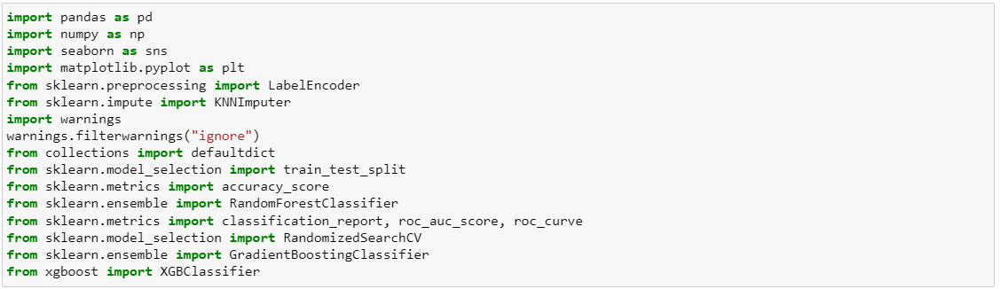 import pandas as pd
import numpy as np
import seaborn as sns
import matplotlib.pyplot as plt
from sklearn.preprocessing import LabelEncoder
from sklearn.impute import KNNImputer
import warnings
warnings.filterwarnings("ignore")
from collections import defaultdict
from sklearn.model_selection import train_test_split
from sklearn.metrics import accuracy_score
from sklearn.ensemble import RandomForestClassifier
from sklearn.metrics import classification_report, roc_auc_score, roc_curve
from sklearn.model_selection import RandomizedSearchCV
from sklearn.ensemble import GradientBoostingClassifier
from xgboost import XGBClassifier